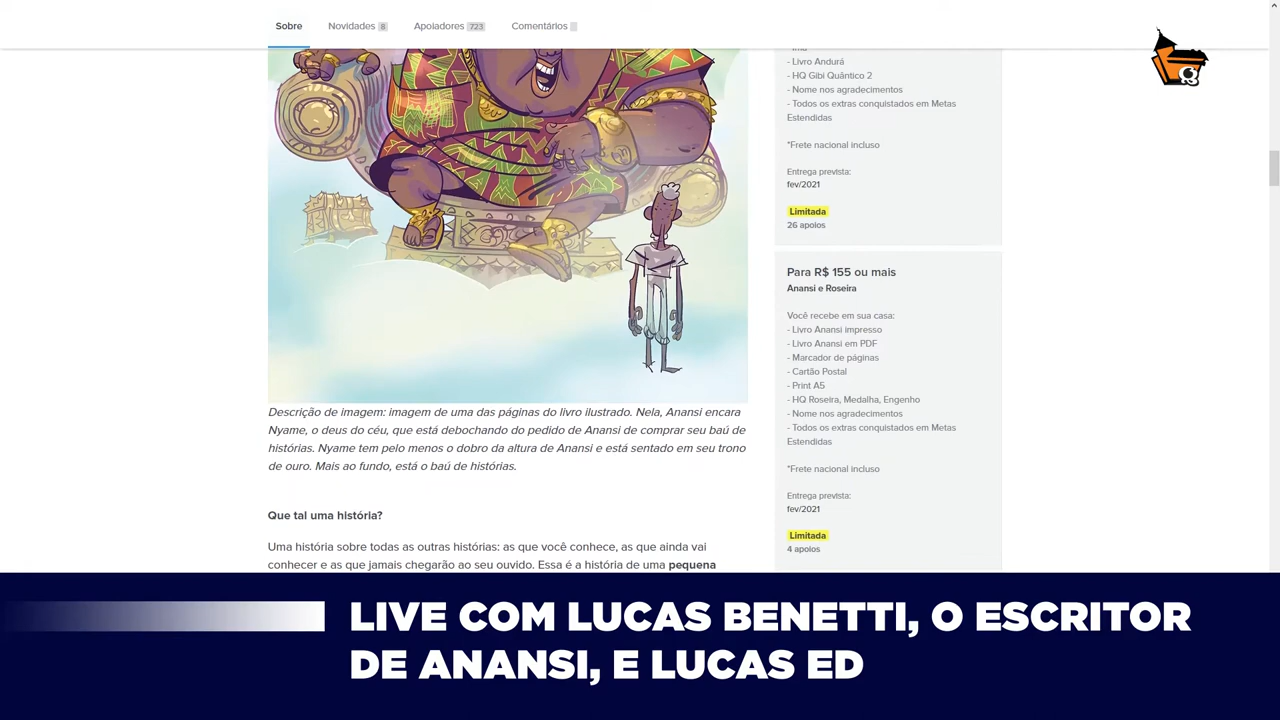 Sobre
Novidades 8
Apoiadores 723
Comentários
- Livro Andurá
- HQ Gibi Quântico 2
- Nome nos agradecimentos
- Todos os extras conquistados em Metas
Estendidas
*Frete nacional incluso
Entrega prevista:
fev/2021
Limitada
26 apoios
Para R$ 155 ou mais
Anansi e Roseira
Você recebe em sua casa:
- Livro Anansi impresso
- Livro Anansi em PDF
- Marcador de páginas
- Cartão Postal
- Print A5
- HQ Roseira, Medalha, Engenho
- Nome nos agradecimentos
- Todos os extras conquistados em Metas
Estendidas
*Frete nacional incluso
Entrega prevista:
fev/2021
Limitada
4 apoios
Descrição de imagem: imagem de uma das páginas do livro ilustrado. Nela, Anansi encara
Nyame, o deus do céu, que está debochando do pedido de Anansi de comprar seu baú de
histórias. Nyame tem pelo menos o dobro da altura de Anansi e está sentado em seu trono
de ouro. Mais ao fundo, está o baú de histórias.
Que tal uma história?
Uma história sobre todas as outras histórias: as que você conhece, as que ainda vai
conhecer e as que jamais chegarão ao seu ouvido. Essa é a história de uma pequena
LIVE COM LUCAS BENETTI, O ESCRITOR
DE ANANSI, E LUCAS ED